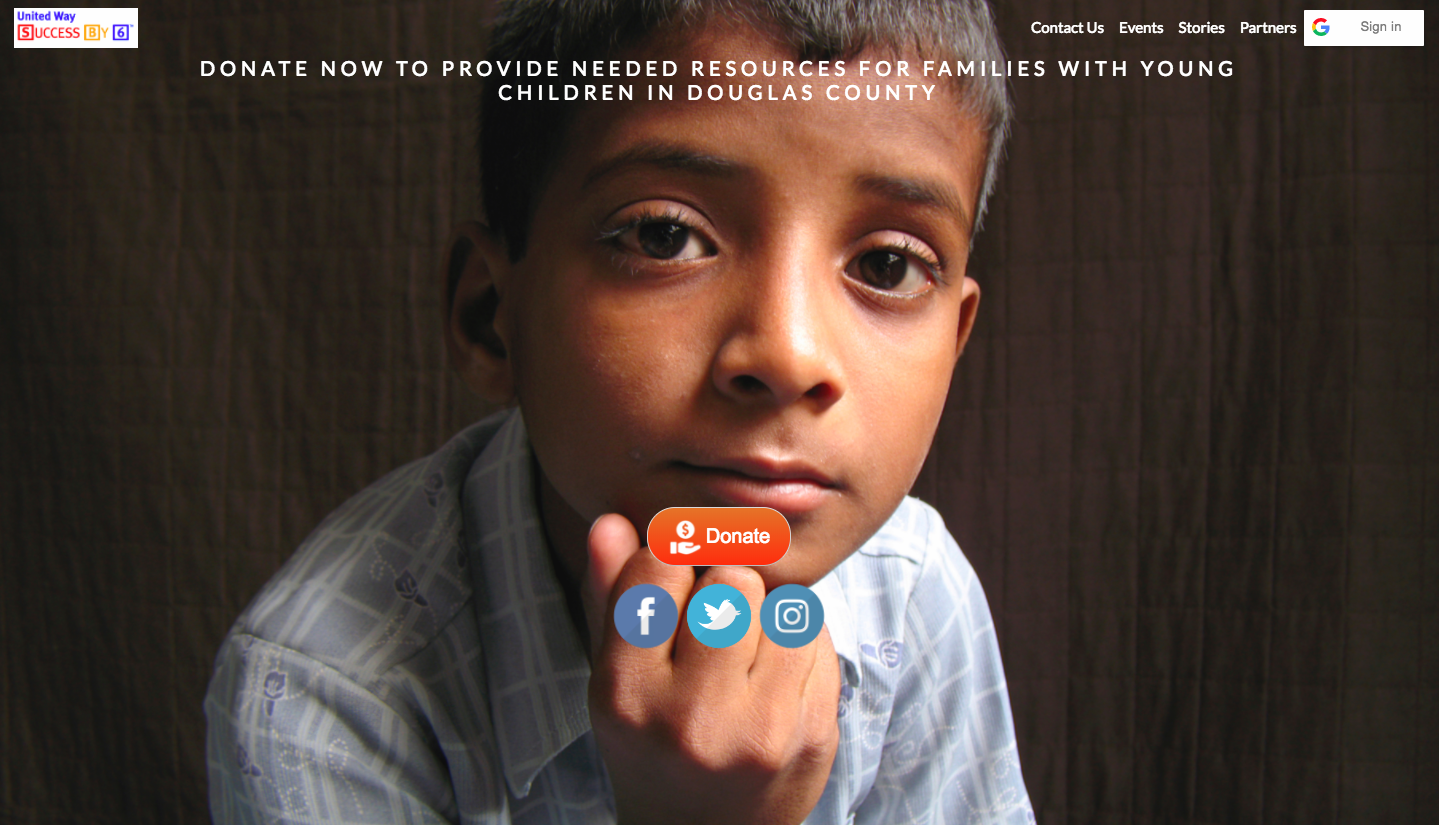 United Way
SUCCESS BY 6™
Contact Us Events Stories Partners Sign in
DONATE NOW TO PROVIDE NEEDED RESOURCES FOR FAMILIES WITH YOUNG
CHILDREN IN DOUGLAS COUNTY
$ Donate